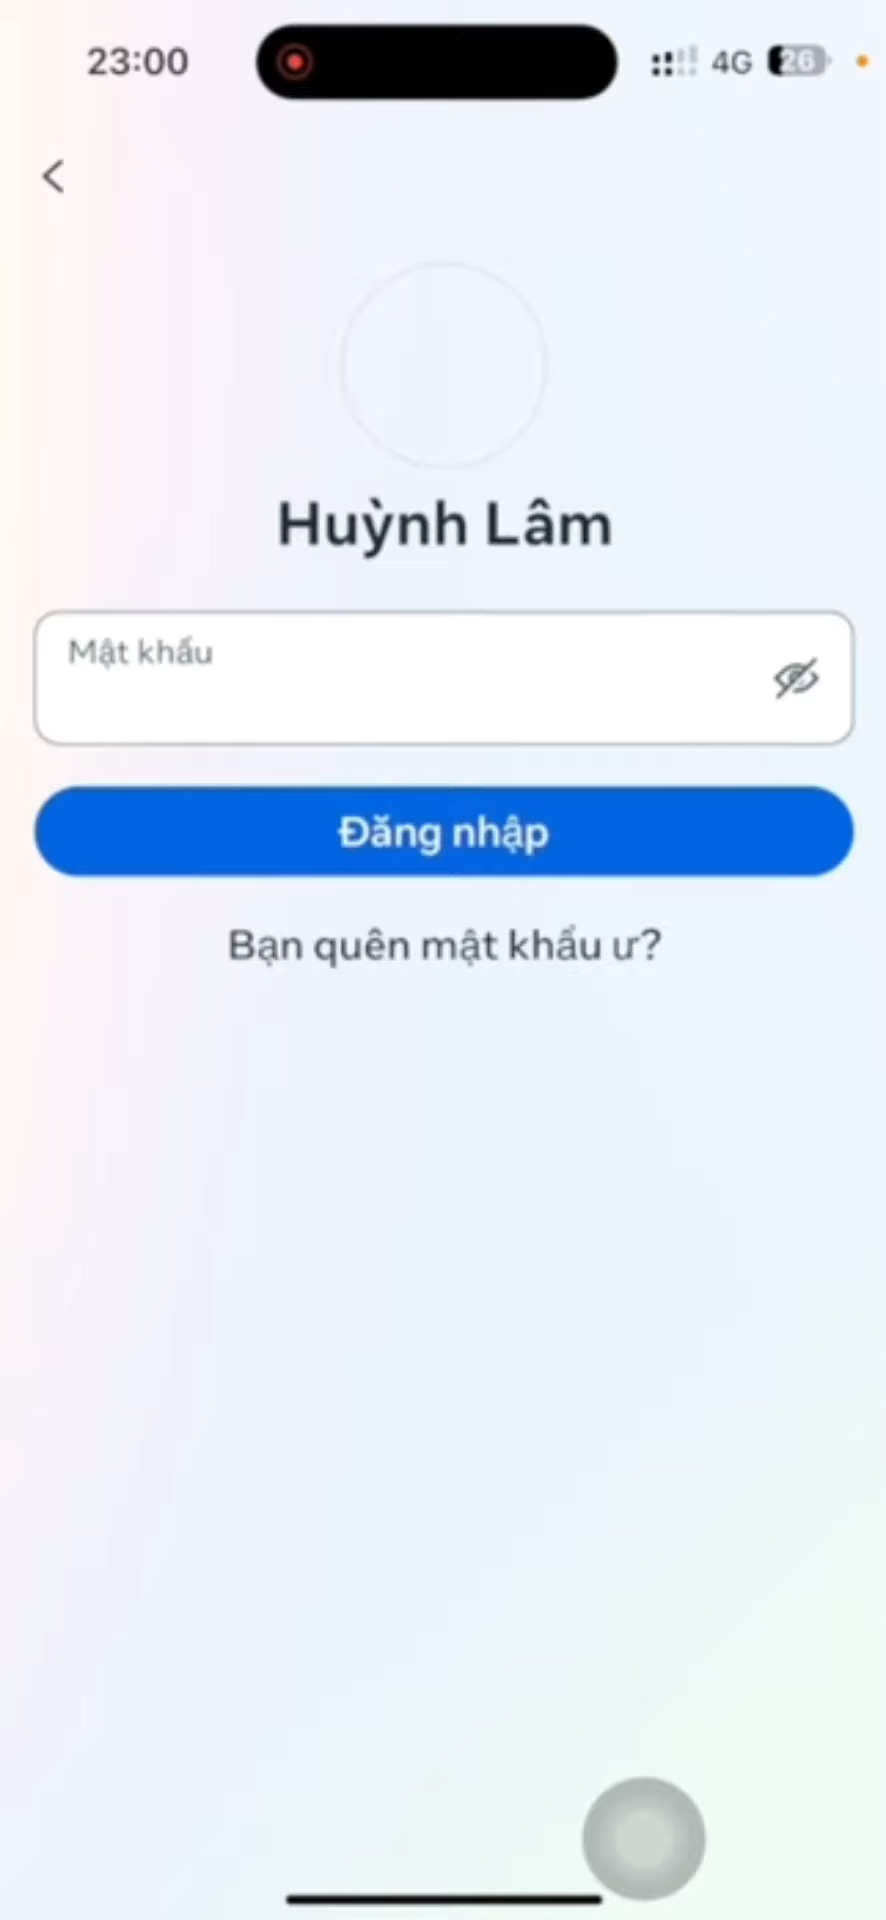 23:00
4G
26
Huỳnh Lâm
Mật khẩu
Đăng nhập
Bạn quên mật khẩu ư?